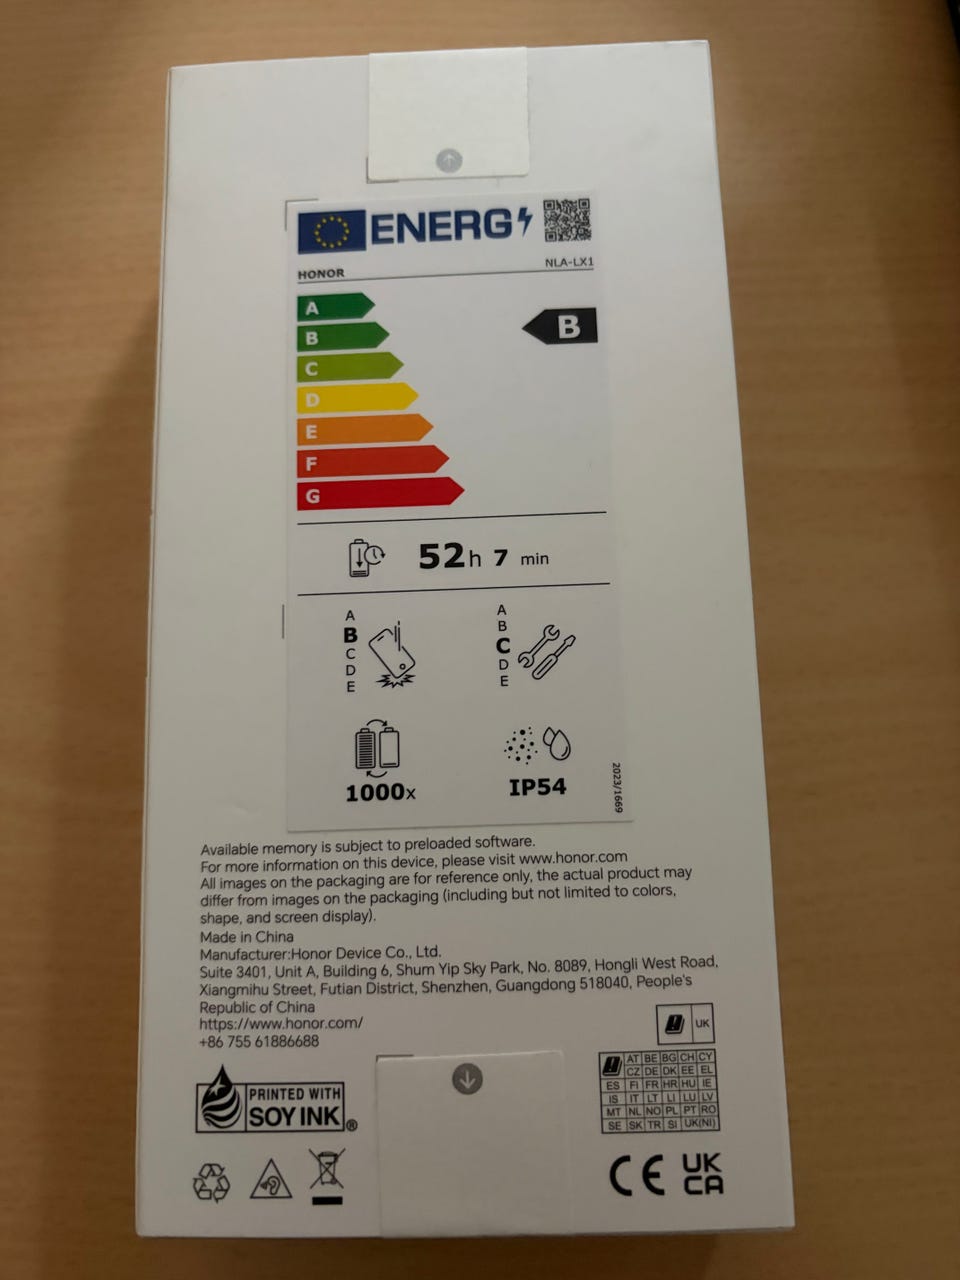 ENERG
HONOR NLA-LX1
A
B
C
D
E
F
G
B
52h 7 min
A
B
C
D
E
A
B
C
D
E
1000x
IP54
2023/1669
Available memory is subject to preloaded software.
For more information on this device, please visit www.honor.com
All images on the packaging are for reference only, the actual product may
differ from images on the packaging (including but not limited to colors,
shape, and screen display).
Made in China
Manufacturer:Honor Device Co., Ltd.
Suite 3401, Unit A, Building 6, Shum Yip Sky Park, No. 8089, Hongli West Road,
Xiangmihu Street, Futian District, Shenzhen, Guangdong 518040, People's
Republic of China
https://www.honor.com/
+86 755 61886688
UK
AT BE BG CH CY
CZ DE DK EE EL
ES FI FR HR HU IE
IS IT LT LI LU LV
MT NL NO PL PT RO
SE SK TR SI UK(NI)
PRINTED WITH
SOY INK®
CE
UK
CA